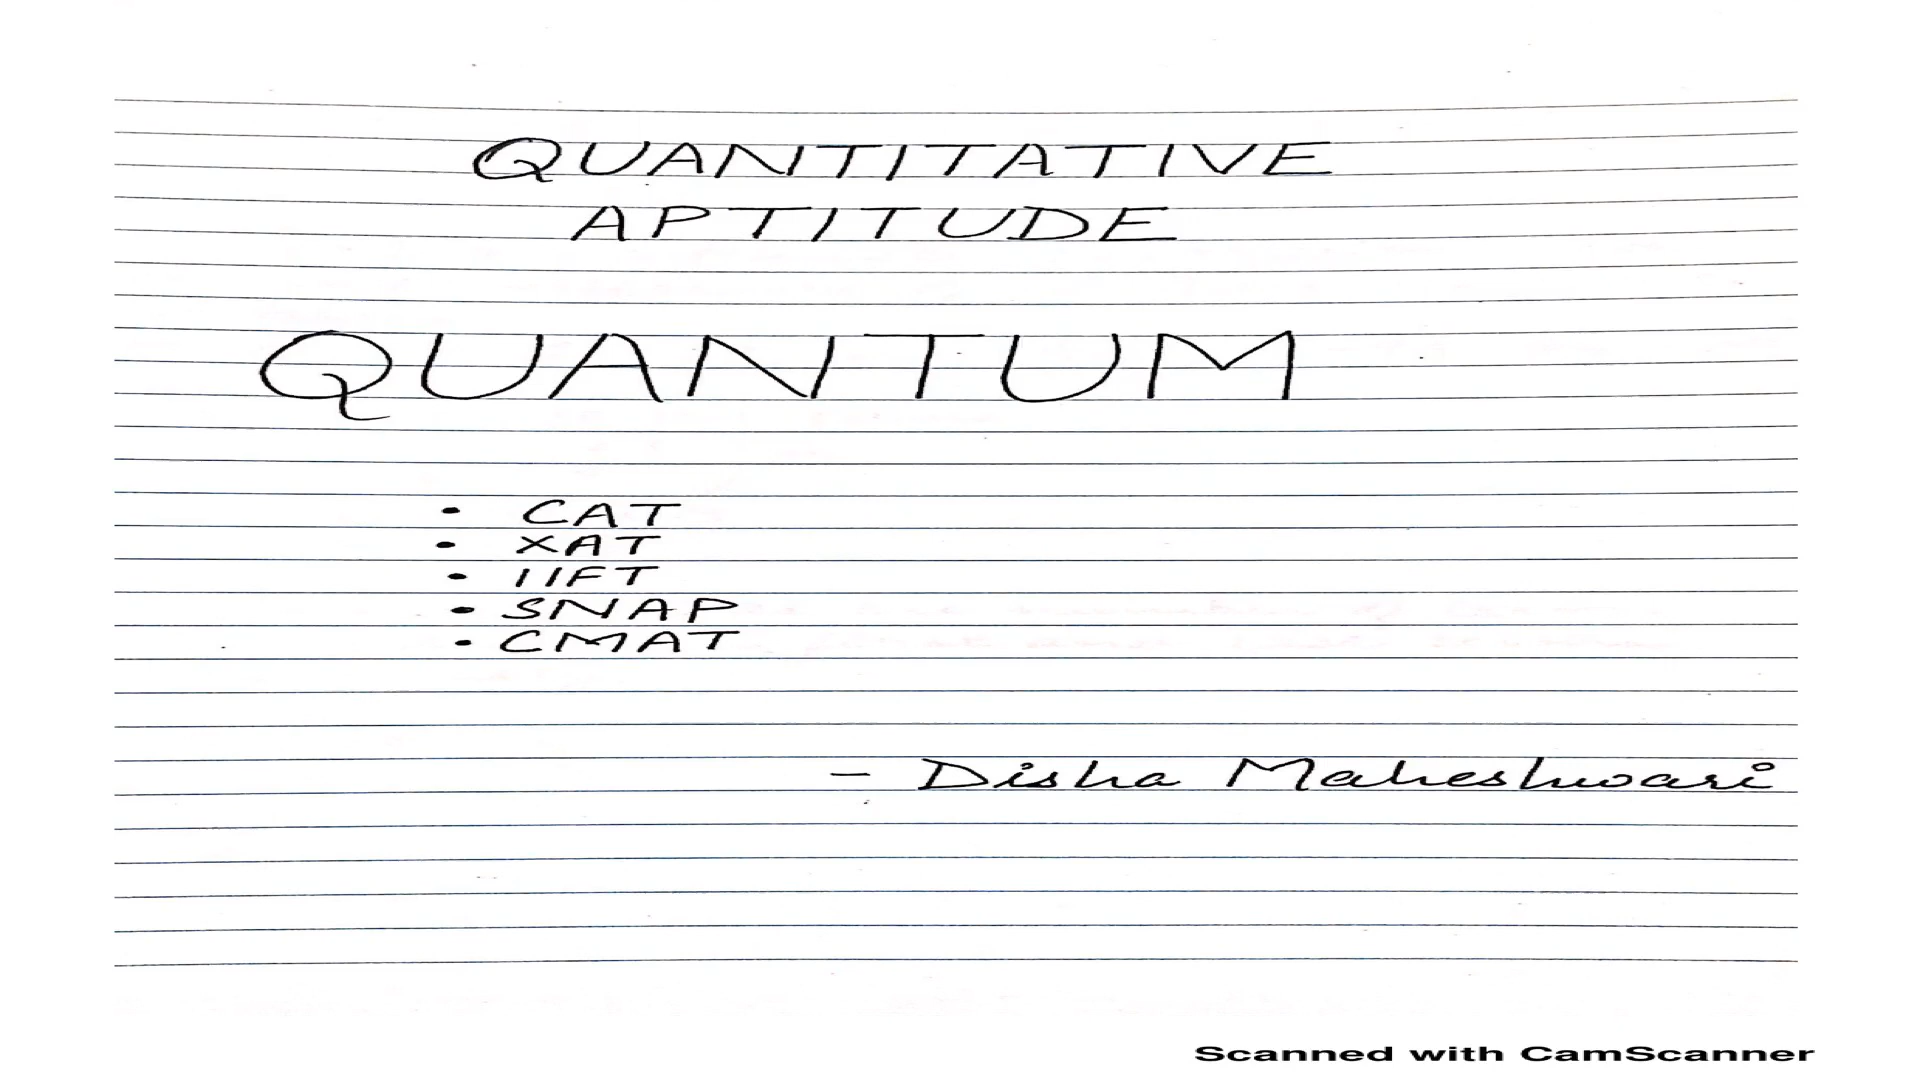 QUANTITATIVE
APTITUDE
QUANTUM
• CAT
• XAT
• IIFT
• SNAP
• CMAT
- Disha Maheshwari
Scanned with CamScanner